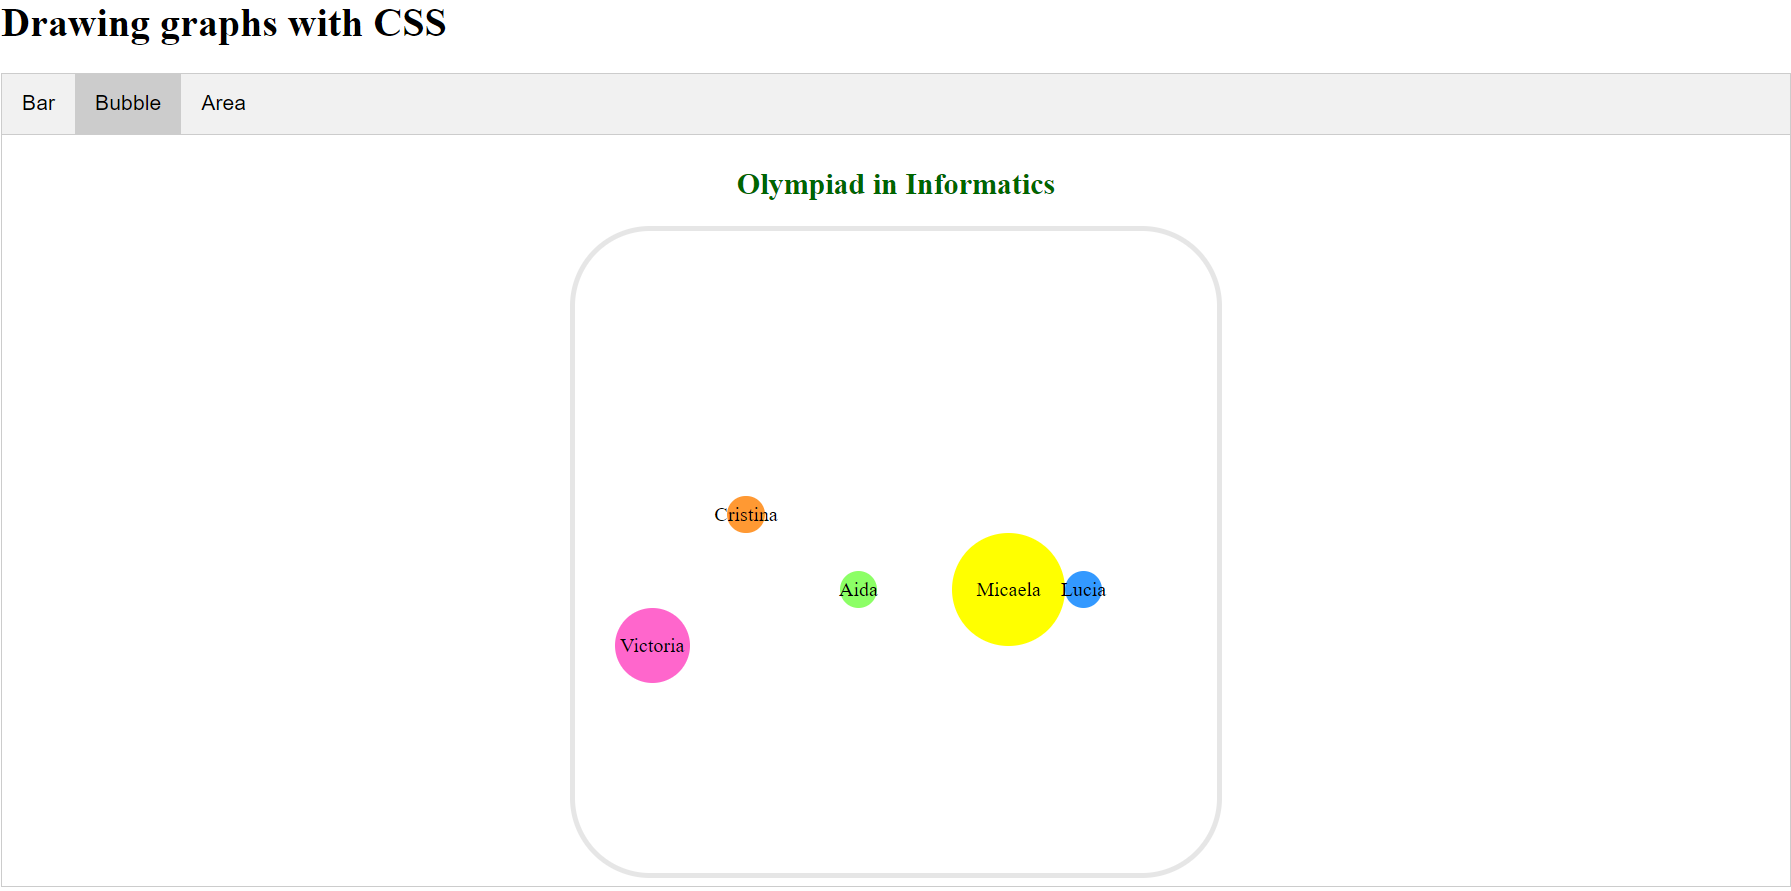 Drawing graphs with CSS
Bar Bubble Area
Olympiad in Informatics
Cristina
Aida Micaela Lucia
Victoria